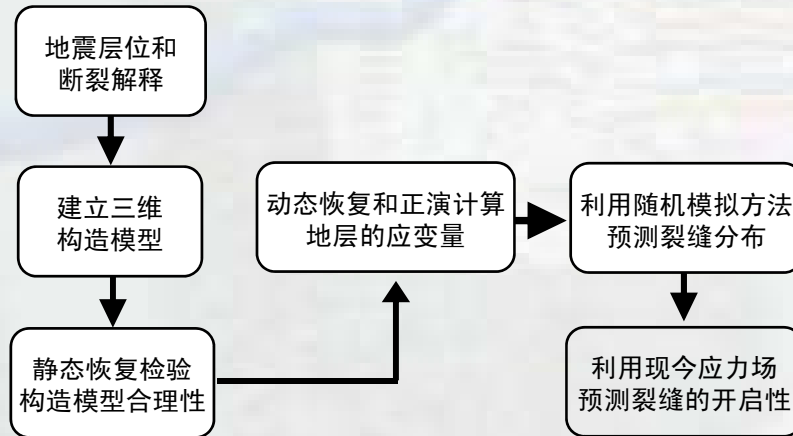 地震层位和
断裂解释
建立三维
构造模型
静态恢复检验
构造模型合理性
动态恢复和正演计算
地层的应变量
利用随机模拟方法
预测裂缝分布
利用现今应力场
预测裂缝的开启性